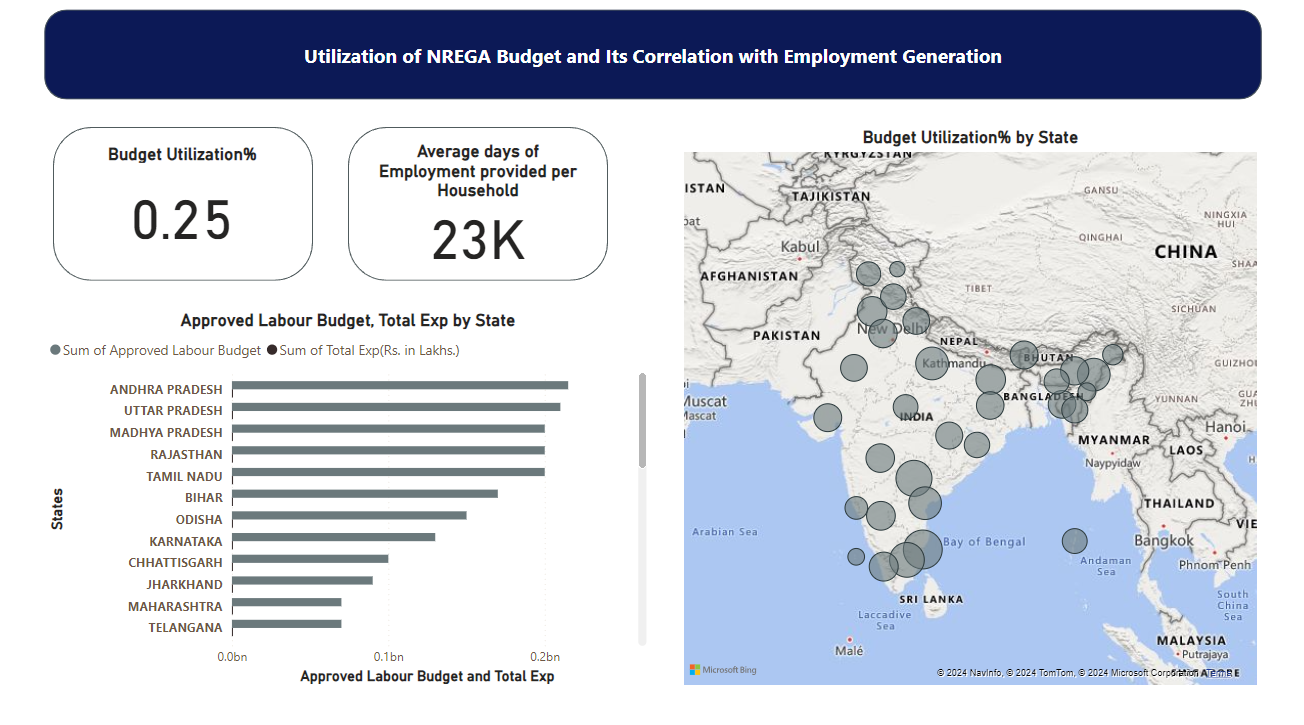 Utilization of NREGA Budget and Its Correlation with Employment Generation
Budget Utilization%
0.25
Average days of
Employment provided per
Household
23K
Approved Labour Budget, Total Exp by State
Sum of Approved Labour Budget Sum of Total Exp(Rs. in Lakhs.)
States
ANDHRA PRADESH
UTTAR PRADESH
MADHYA PRADESH
RAJASTHAN
TAMIL NADU
BIHAR
ODISHA
KARNATAKA
CHHATTISGARH
JHARKHAND
MAHARASHTRA
TELANGANA
0.0bn 0.1bn 0.2bn
Approved Labour Budget and Total Exp
Budget Utilization% by State
KYRGYZSTAN
ISTAN
TAJIKISTAN
GANSU
NINGXIA
HUI
QINGHAI
Kabul
CHINA
SHAA
AFGHANISTAN
TIBET
SICHUAN
New Delhi
PAKISTAN
NEPAL
Kathmandu
BHUTAN
GUIZHO
BANGLADESH
YUNNAN
Muscat
Mascat
INDIA
Hanoi
MYANMAR
LAOS
Naypyidaw
THAILAND
VIE
Arabian Sea
Bay of Bengal
Bangkok
Andaman
Sea
Phnom Penh
SRI LANKA
South
China
Sea
Laccadive
Sea
Malé
MALAYSIA
Putrajaya
Microsoft Bing
© 2024 NavInfo, © 2024 TomTom, © 2024 Microsoft Corporation